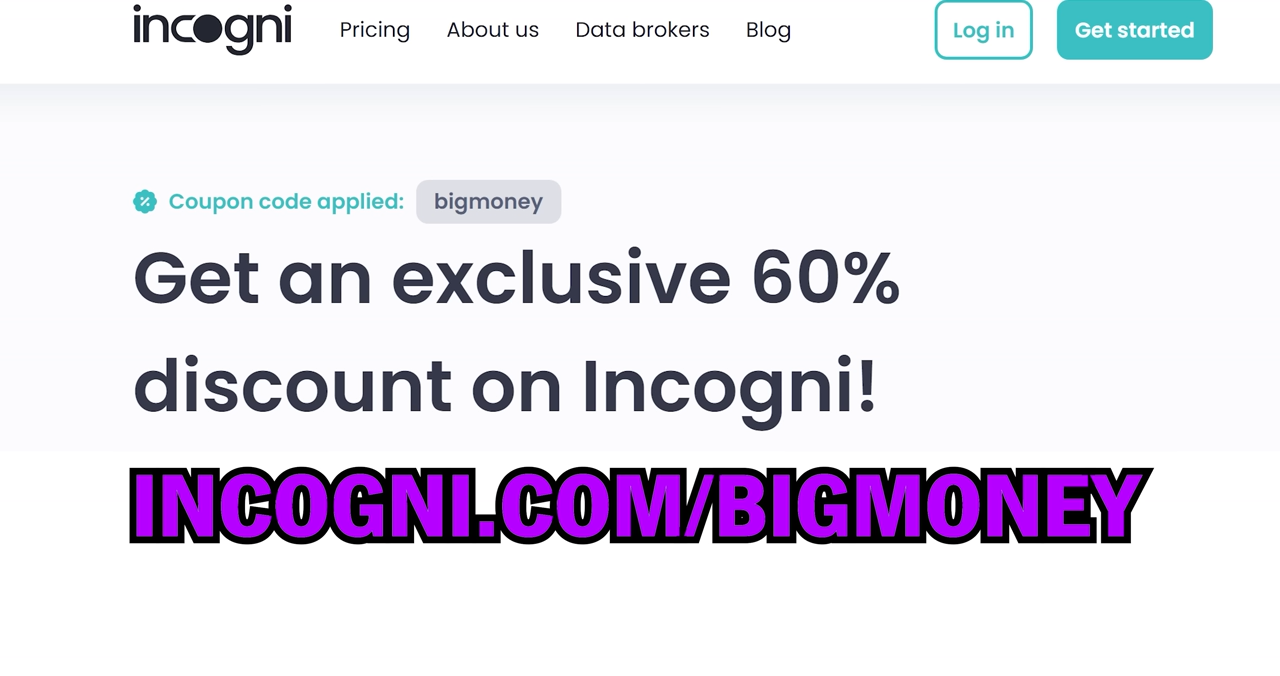 incogni Pricing About us Data brokers Blog Log in Get started
Coupon code applied: bigmoney
Get an exclusive 60%
discount on Incogni!
INCOGNI.COM/BIGMONEY